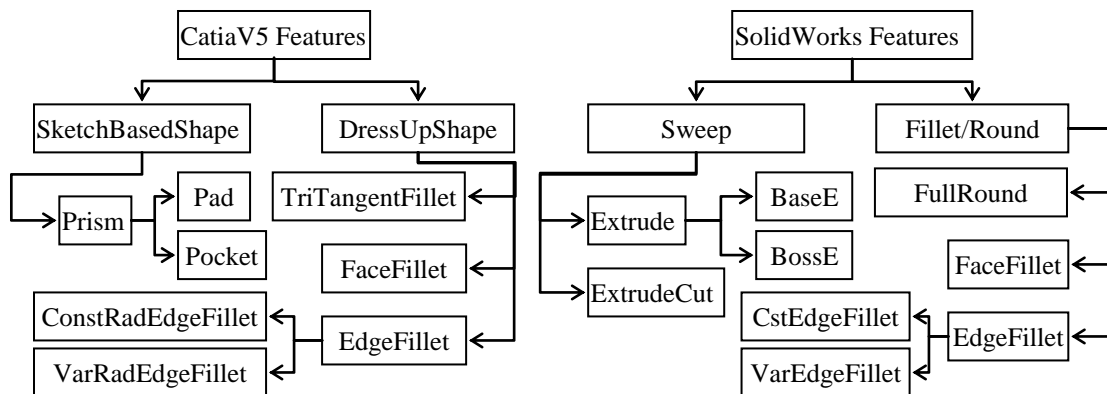 CatiaV5 Features
SolidWorks Features
SketchBasedShape
DressUpShape
Sweep
Fillet/Round
Pad
TriTangentFillet
BaseE
FullRound
Prism
Extrude
Pocket
FaceFillet
BossE
FaceFillet
ExtrudeCut
ConstRadEdgeFillet
EdgeFillet
CstEdgeFillet
EdgeFillet
VarRadEdgeFillet
VarEdgeFillet